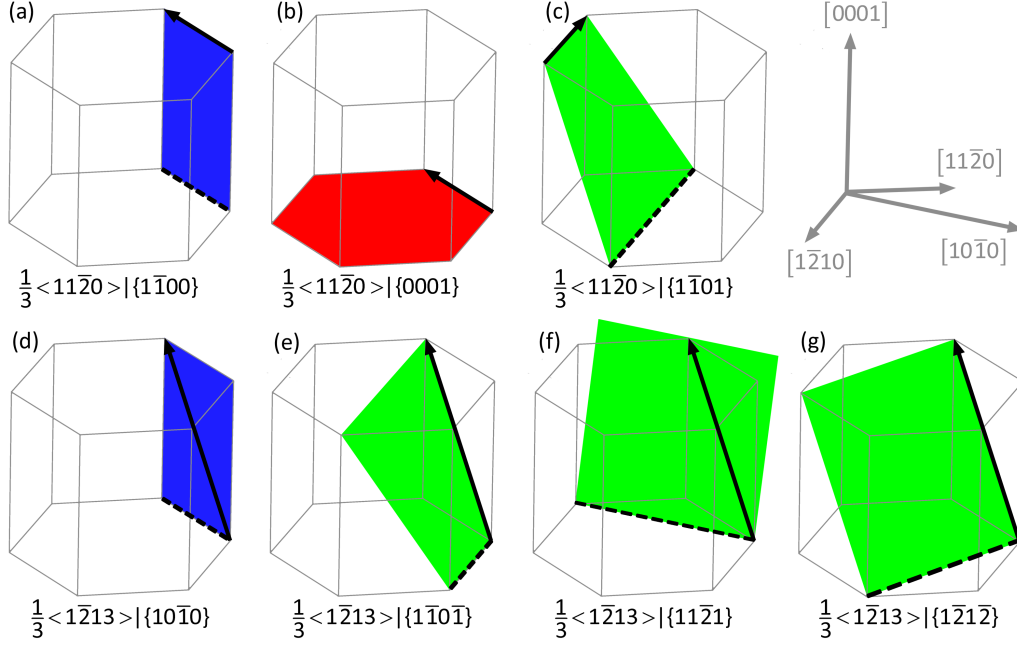 (a)
(b)
(c)
[0001]
[112̅0]
[12̅10]
[101̅0]
1/3 <112̅0>|{11̅00}
1/3 <112̅0>|{0001}
1/3 <112̅0>|{11̅01}
(d)
(e)
(f)
(g)
1/3 <12̅13>|{101̅0}
1/3 <12̅13>|{11̅01̅}
1/3 <12̅13>|{112̅1}
1/3 <12̅13>|{12̅12̅}